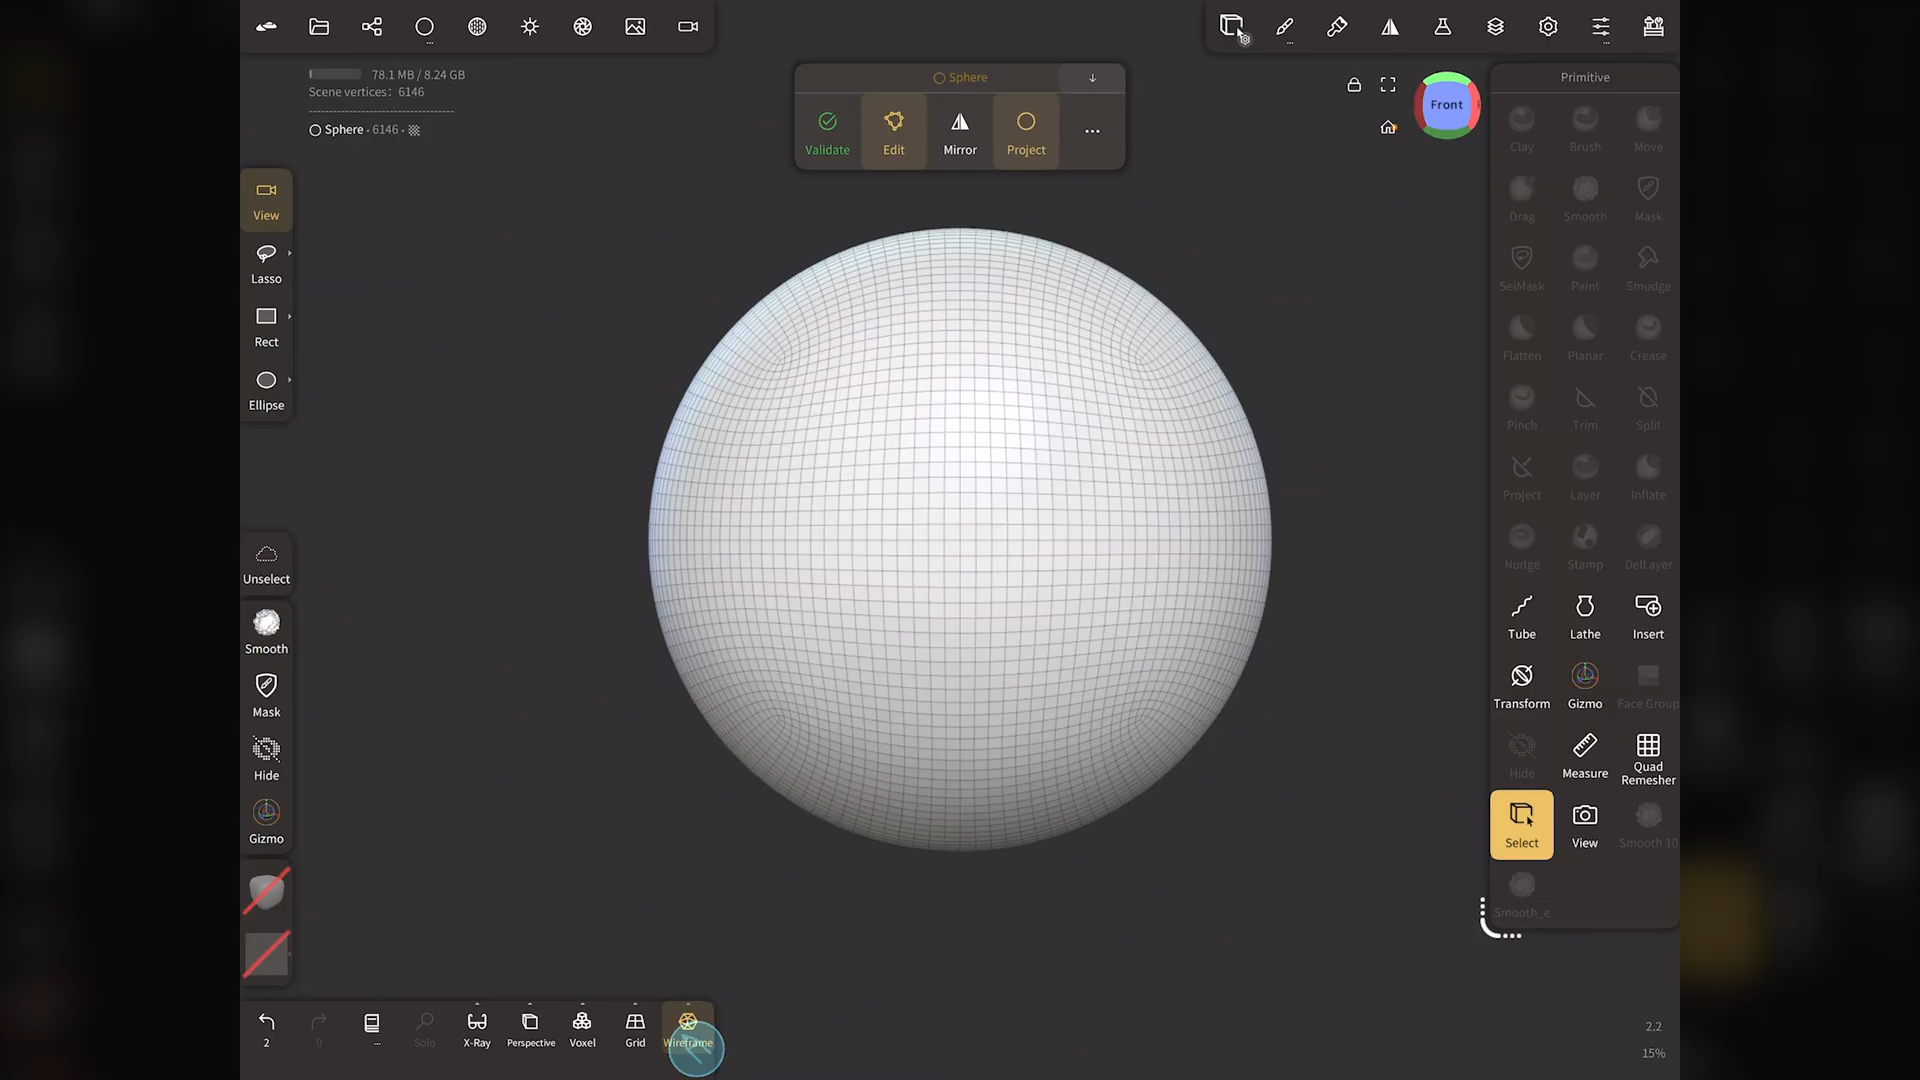 78.1 MB / 8.24 GB
Scene vertices: 6146
Sphere • 6146 •
Sphere
Validate
Edit
Mirror
Project
...
Front
Primitive
View
Lasso
Rect
Ellipse
Unselect
Smooth
Mask
Hide
Gizmo
Clay Brush Move
Drag Smooth Mask
SelMask Paint Smudge
Flatten Planar Crease
Pinch Trim Split
Project Layer Inflate
Nudge Stamp DelLayer
Tube Lathe Insert
Transform Gizmo Face Group
Hide Measure Quad Remesher
Select View Smooth 10
Smooth_e
2 0 ... Solo X-Ray Perspective Voxel Grid Wireframe
2.2
15%